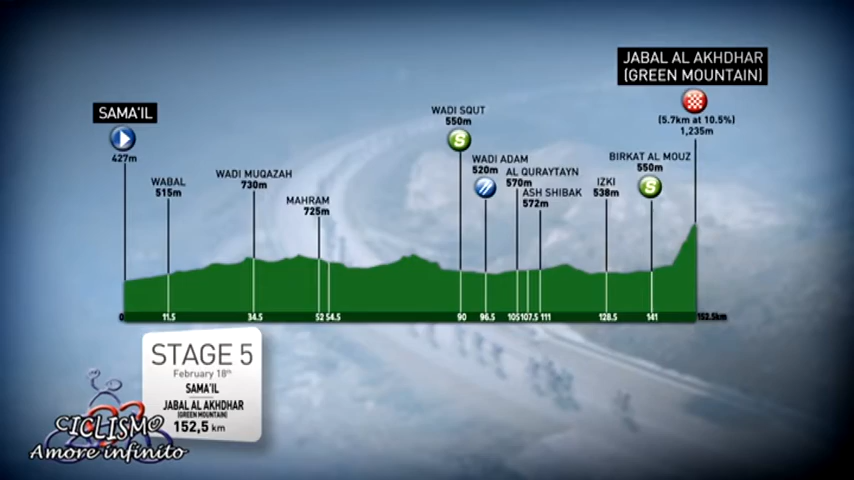 JABAL AL AKHDHAR
(GREEN MOUNTAIN)
(5.7km at 10.5%)
1,235m
SAMA'IL
427m
WABAL
515m
WADI MUQAZAH
730m
MAHRAM
725m
WADI SQUT
550m
S
WADI ADAM
520m
AL QURAYTAYN
570m
ASH SHIBAK
572m
IZKI
538m
BIRKAT AL MOUZ
550m
S
0 11.5 34.5 52 54.5 90 96.5 105 107.5 111 128.5 141 152.5km
STAGE 5
February 18th
SAMA'IL
JABAL AL AKHDHAR
(GREEN MOUNTAIN)
152,5 km
CICLISMO
Amore infinito